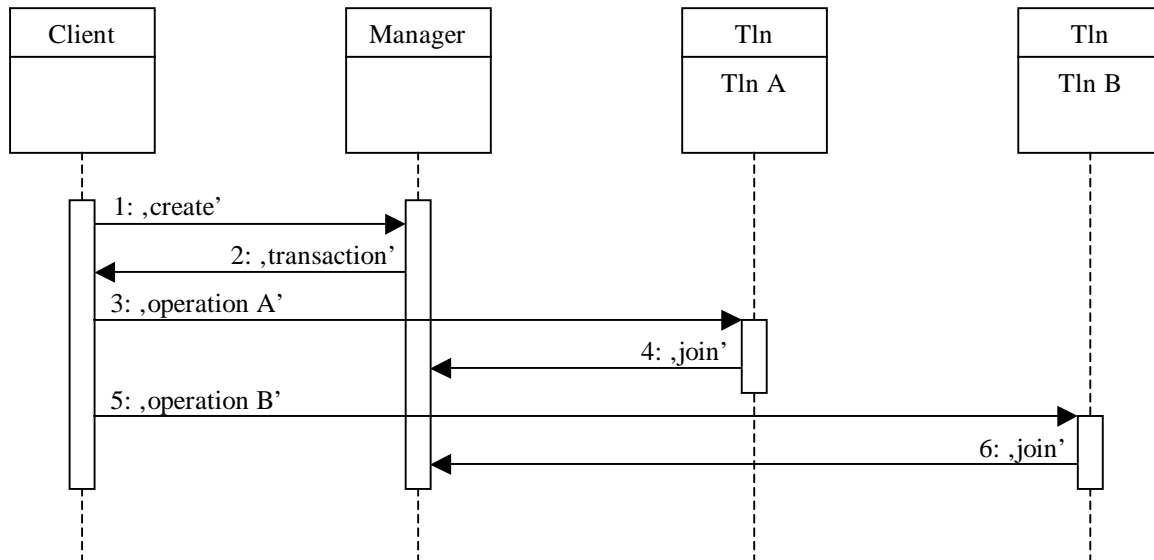 Client
Manager
Tln
Tln
Tln A
Tln B
1: ‚create’
2: ‚transaction’
3: ‚operation A’
4: ‚join’
5: ‚operation B’
6: ‚join’